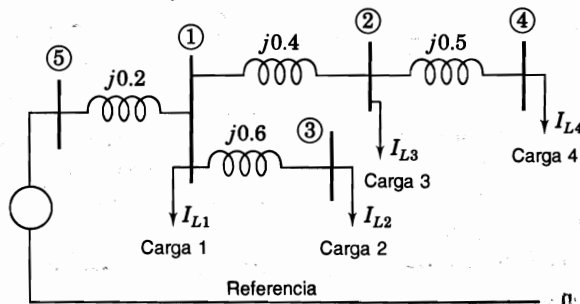 ⑤
j0.2
①
j0.4
②
j0.5
④
j0.6
③
I_{L1}
Carga 1
I_{L2}
Carga 2
I_{L3}
Carga 3
I_{L4}
Carga 4
Referencia